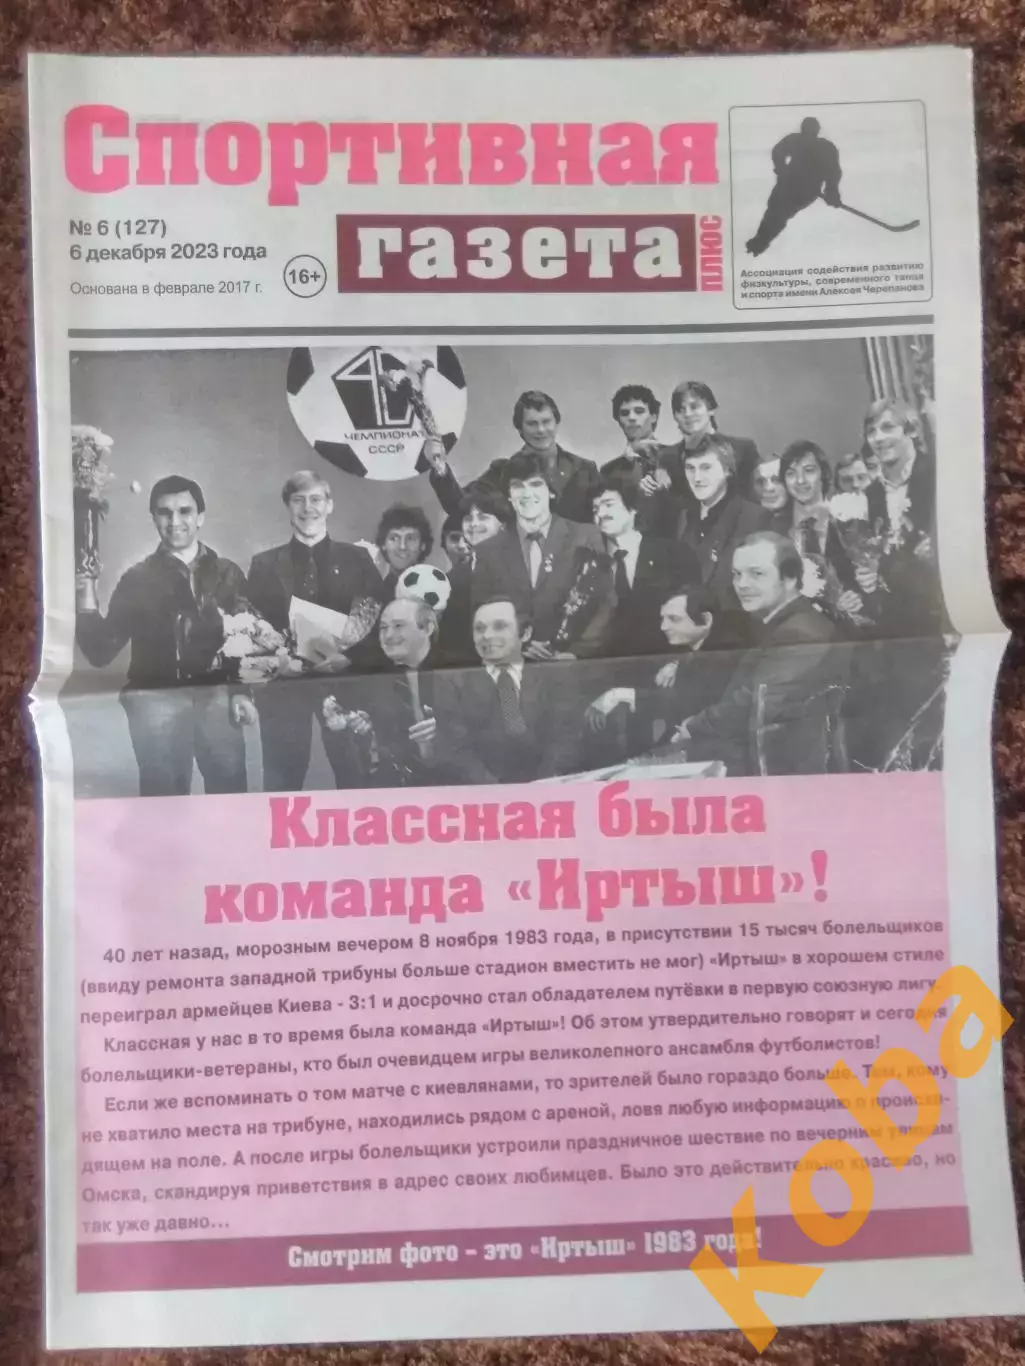 Спортивная
газета
плюс
№ 6 (127)
6 декабря 2023 года
Основана в феврале 2017 г.
16+
Ассоциация содействия развитию
физкультуры, современного танца
и спорта имени Алексея Черепанова
ЧЕМПИОНАТ
СССР
Классная была
команда «Иртыш»!
40 лет назад, морозным вечером 8 ноября 1983 года, в присутствии 15 тысяч болельщиков
(ввиду ремонта западной трибуны больше стадион вместить не мог) «Иртыш» в хорошем стиле
переиграл армейцев Киева - 3:1 и досрочно стал обладателем путёвки в первую союзную лигу.
Классная у нас в то время была команда «Иртыш»! Об этом утвердительно говорят и сегодня
болельщики-ветераны, кто был очевидцем игры великолепного ансамбля футболистов!
Если же вспоминать о том матче с киевлянами, то зрителей было гораздо больше. Тем, кому
не хватило места на трибуне, находились рядом с ареной, ловя любую информацию о происхо-
дящем на поле. А после игры болельщики устроили праздничное шествие по вечерним улицам
Омска, скандируя приветствия в адрес своих любимцев. Было это действительно красиво, но
так уже давно...
Смотрим фото - это «Иртыш» 1983 года!
Коба